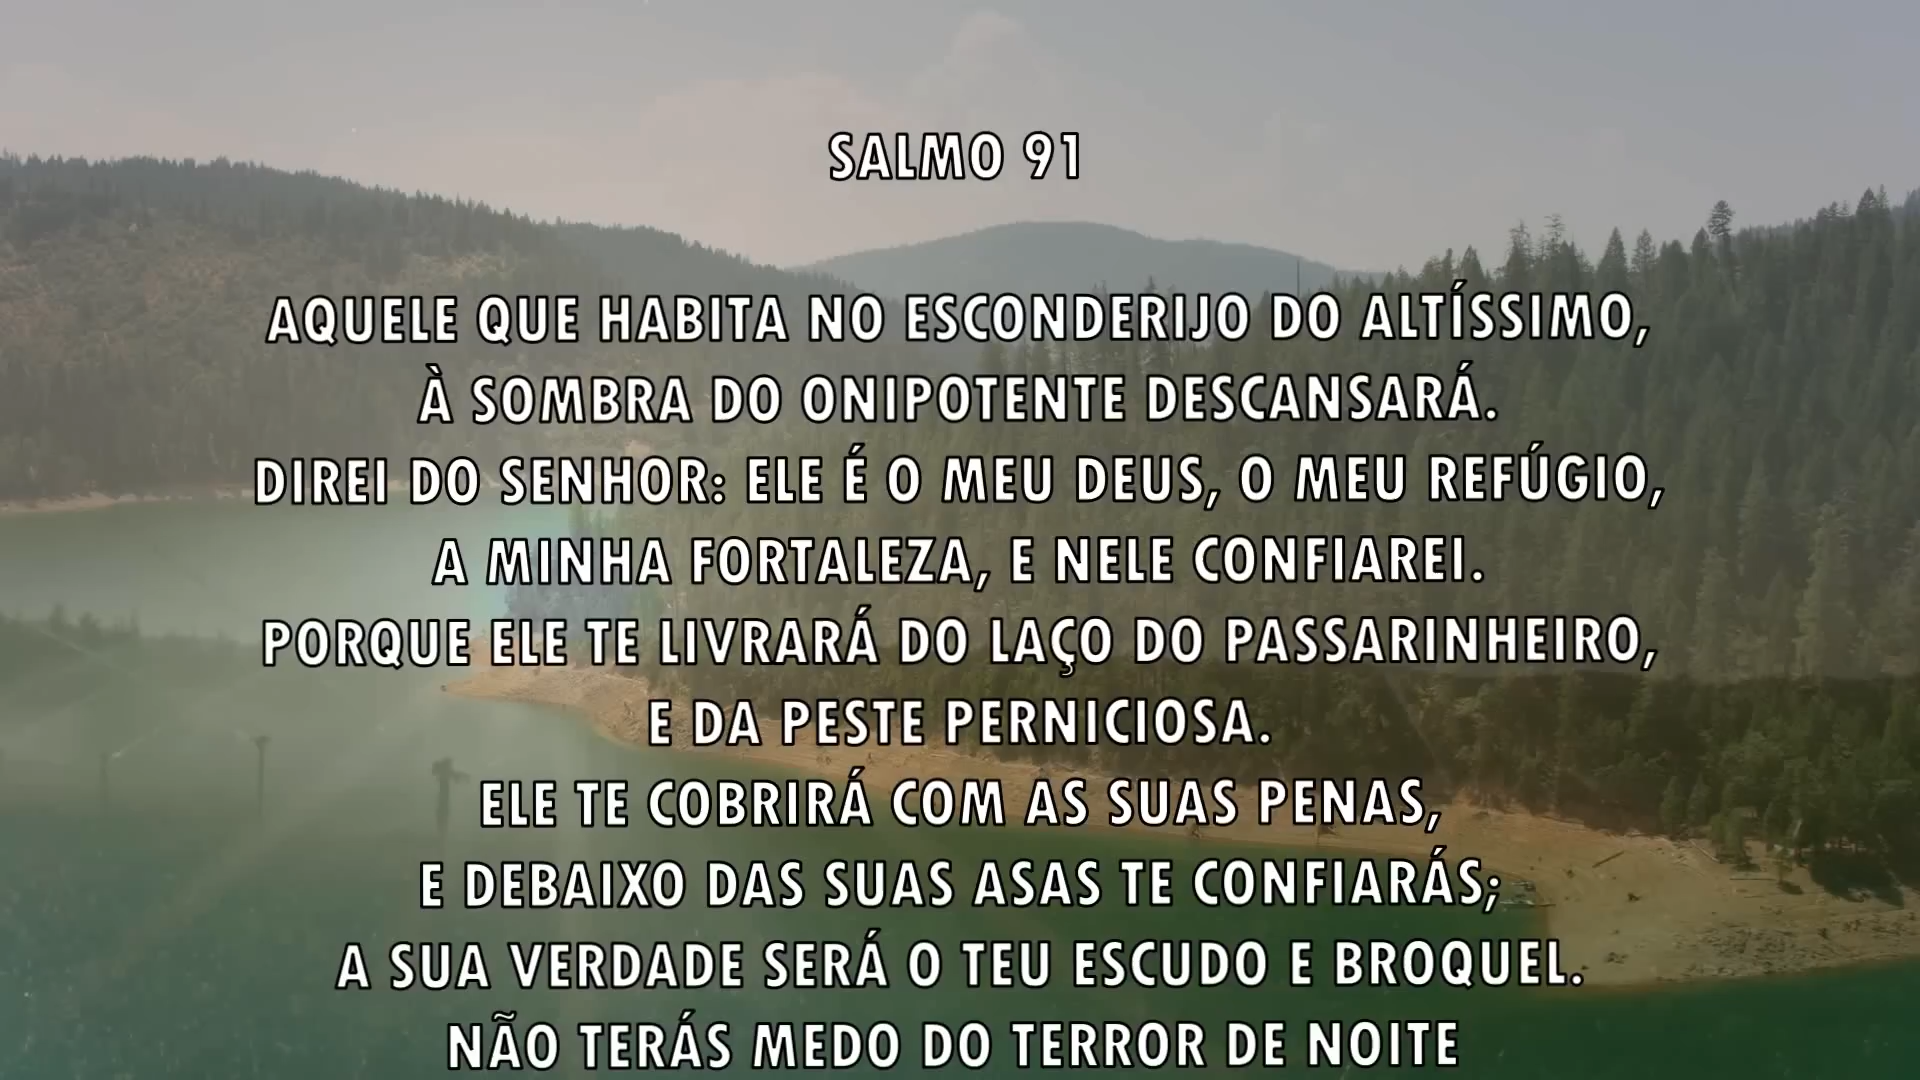 SALMO 91
AQUELE QUE HABITA NO ESCONDERIJO DO ALTÍSSIMO,
À SOMBRA DO ONIPOTENTE DESCANSARÁ.
DIREI DO SENHOR: ELE É O MEU DEUS, O MEU REFÚGIO,
A MINHA FORTALEZA, E NELE CONFIAREI.
PORQUE ELE TE LIVRARÁ DO LAÇO DO PASSARINHEIRO,
E DA PESTE PERNICIOSA.
ELE TE COBRIRÁ COM AS SUAS PENAS,
E DEBAIXO DAS SUAS ASAS TE CONFIARÁS;
A SUA VERDADE SERÁ O TEU ESCUDO E BROQUEL.
NÃO TERÁS MEDO DO TERROR DE NOITE